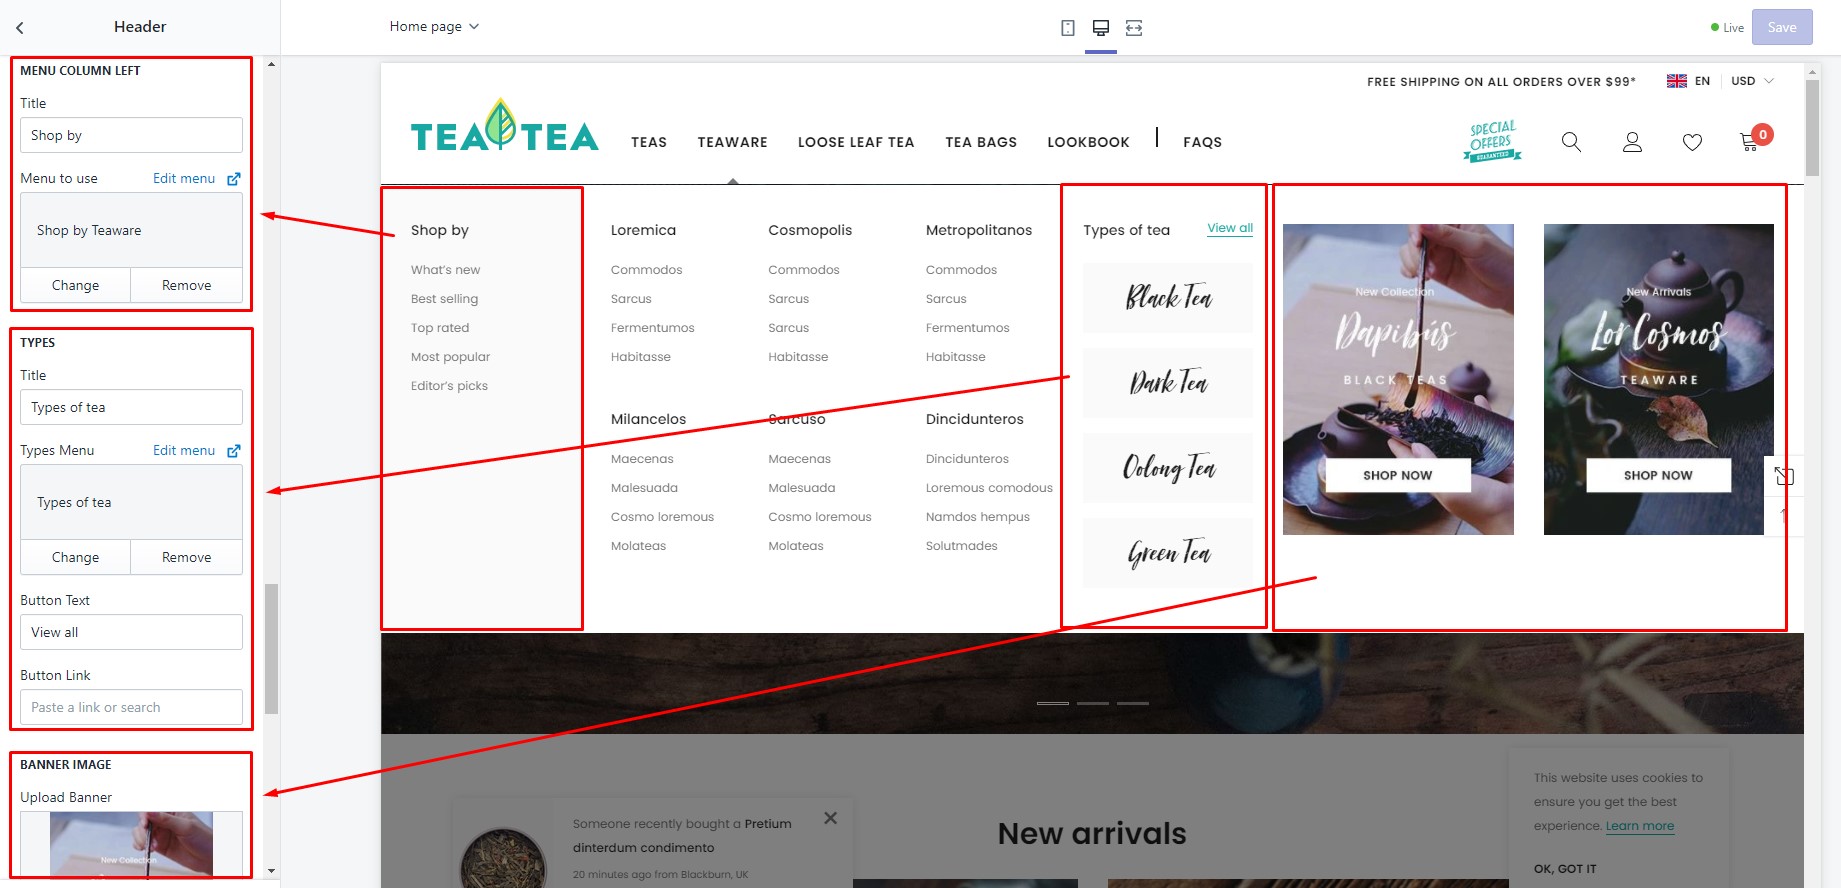 Header
Home page
Live
Save
MENU COLUMN LEFT
Title
Shop by
Menu to use
Edit menu
Shop by Teaware
Change
Remove
TYPES
Title
Types of tea
Types Menu
Edit menu
Types of tea
Change
Remove
Button Text
View all
Button Link
Paste a link or search
BANNER IMAGE
Upload Banner
New Collection
FREE SHIPPING ON ALL ORDERS OVER $99*
EN
USD
TEA TEA
TEAS
TEAWARE
LOOSE LEAF TEA
TEA BAGS
LOOKBOOK
FAQS
SPECIAL
OFFERS
GUARANTEED
0
Shop by
What's new
Best selling
Top rated
Most popular
Editor's picks
Loremica
Commodos
Sarcus
Fermentumos
Habitasse
Cosmopolis
Commodos
Sarcus
Sarcus
Habitasse
Metropolitanos
Commodos
Sarcus
Fermentumos
Habitasse
Milancelos
Maecenas
Malesuada
Cosmo loremous
Molateas
Sarcuso
Maecenas
Malesuada
Cosmo loremous
Molateas
Dincidunteros
Dincidunteros
Loremous comodous
Namdos hempus
Solutmades
Types of tea
View all
Black Tea
Dark Tea
Oolong Tea
Green Tea
New Collection
Dapibús
BLACK TEAS
SHOP NOW
New Arrivals
Lor Cosmos
TEAWARE
SHOP NOW
Someone recently bought a Pretium
dinterdum condimento
20 minutes ago from Blackburn, UK
New arrivals
This website uses cookies to
ensure you get the best
experience. Learn more
OK, GOT IT